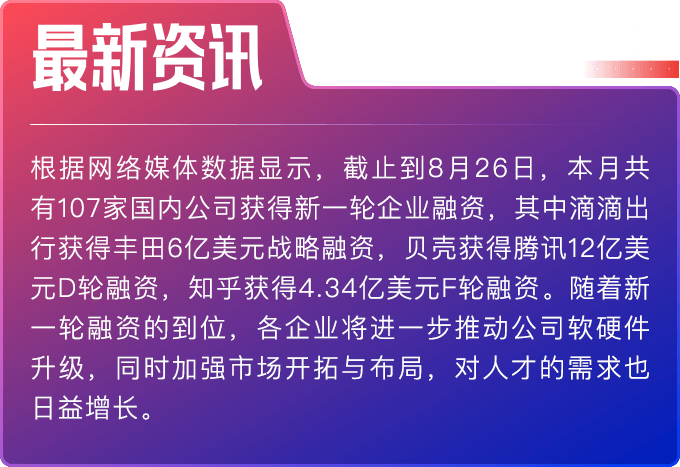 最新资讯
根据网络媒体数据显示，截止到8月26日，本月共
有107家国内公司获得新一轮企业融资，其中滴滴出
行获得丰田6亿美元战略融资，贝壳获得腾讯12亿美
元D轮融资，知乎获得4.34亿美元F轮融资。随着新
一轮融资的到位，各企业将进一步推动公司软硬件
升级，同时加强市场开拓与布局，对人才的需求也
日益增长。